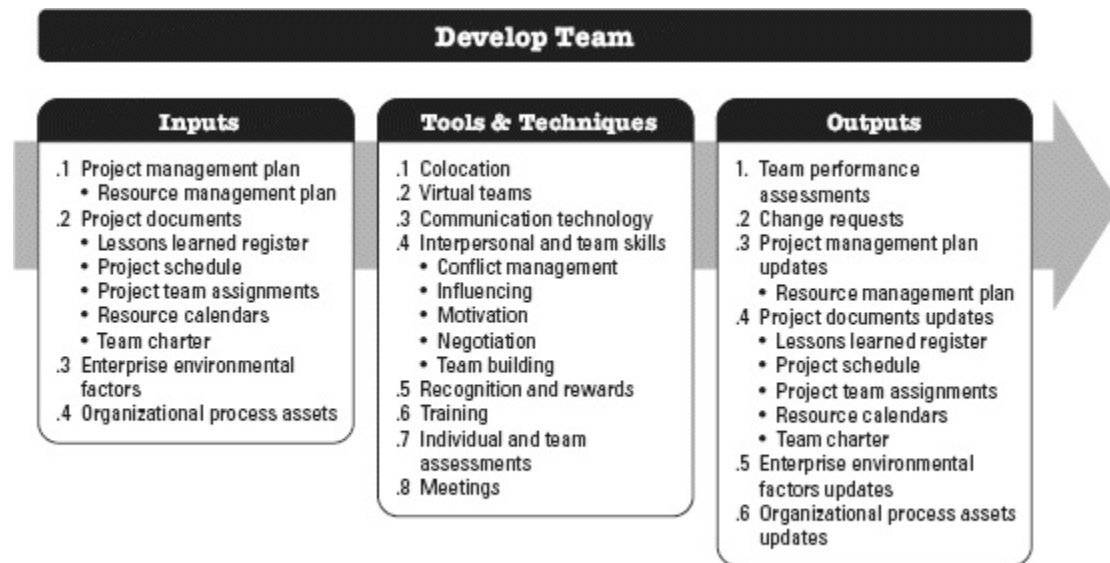 Develop Team
Inputs
.1 Project management plan
• Resource management plan
.2 Project documents
• Lessons learned register
• Project schedule
• Project team assignments
• Resource calendars
• Team charter
.3 Enterprise environmental
factors
.4 Organizational process assets
Tools & Techniques
.1 Colocation
.2 Virtual teams
.3 Communication technology
.4 Interpersonal and team skills
• Conflict management
• Influencing
• Motivation
• Negotiation
• Team building
.5 Recognition and rewards
.6 Training
.7 Individual and team
assessments
.8 Meetings
Outputs
1. Team performance
assessments
.2 Change requests
.3 Project management plan
updates
• Resource management plan
.4 Project documents updates
• Lessons learned register
• Project schedule
• Project team assignments
• Resource calendars
• Team charter
.5 Enterprise environmental
factors updates
.6 Organizational process assets
updates